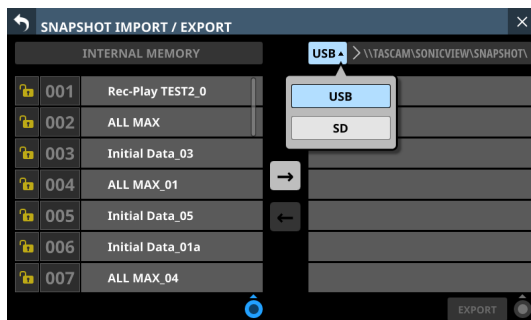 SNAPSHOT IMPORT / EXPORT
INTERNAL MEMORY
USB \\TASCAM\SONICVIEW\SNAPSHOT\
USB
SD
001 Rec-Play TEST2_0
002 ALL MAX
003 Initial Data_03
004 ALL MAX_01
005 Initial Data_05
006 Initial Data_01a
007 ALL MAX_04
EXPORT